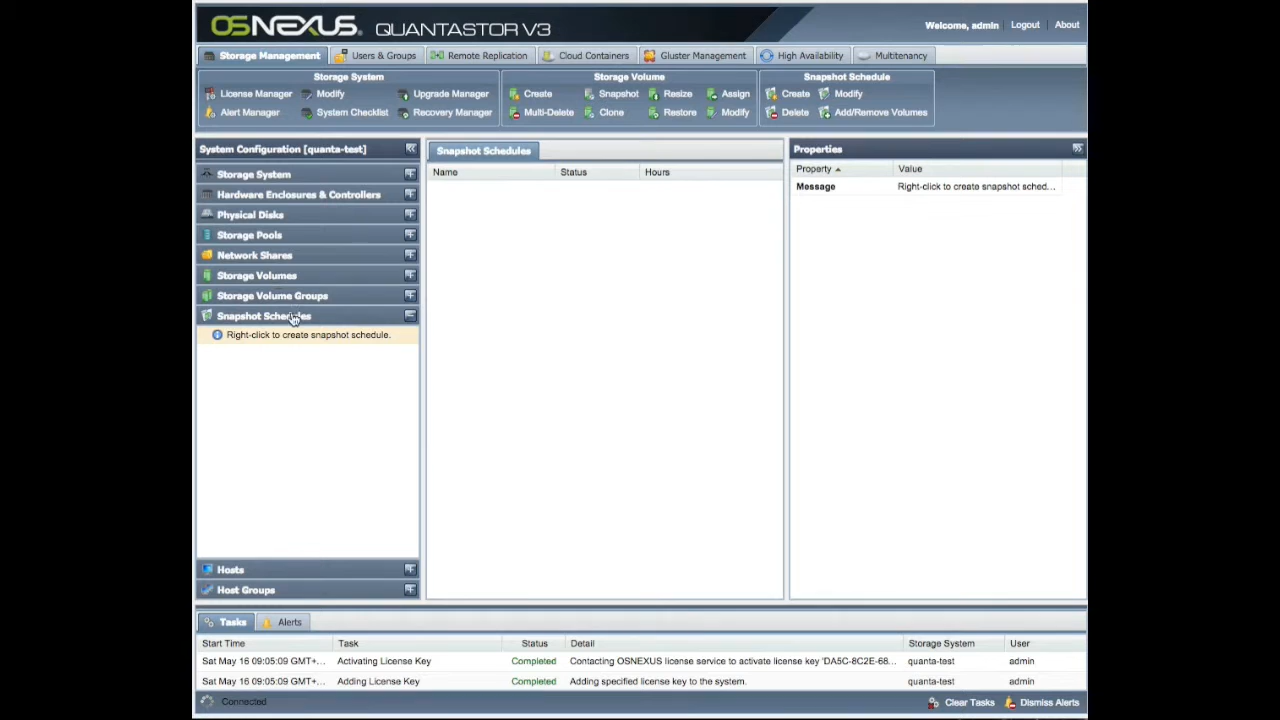 OSNEXUS. QUANTASTOR V3
Welcome, admin Logout About
Storage Management Users & Groups Remote Replication Cloud Containers Gluster Management High Availability Multitenancy
Storage System Storage Volume Snapshot Schedule
License Manager Modify Upgrade Manager Create Snapshot Resize Assign Create Modify
Alert Manager System Checklist Recovery Manager Multi-Delete Clone Restore Modify Delete Add/Remove Volumes
System Configuration [quanta-test] Snapshot Schedules Properties
Name Status Hours Property Value
Message Right-click to create snapshot sched...
Storage System
Hardware Enclosures & Controllers
Physical Disks
Storage Pools
Network Shares
Storage Volumes
Storage Volume Groups
Snapshot Schedules
Right-click to create snapshot schedule.
Hosts
Host Groups
Tasks Alerts
Start Time Task Status Detail Storage System User
Sat May 16 09:05:09 GMT+... Activating License Key Completed Contacting OSNEXUS license service to activate license key 'DA5C-8C2E-68... quanta-test admin
Sat May 16 09:05:09 GMT+... Adding License Key Completed Adding specified license key to the system. quanta-test admin
Connected Clear Tasks Dismiss Alerts